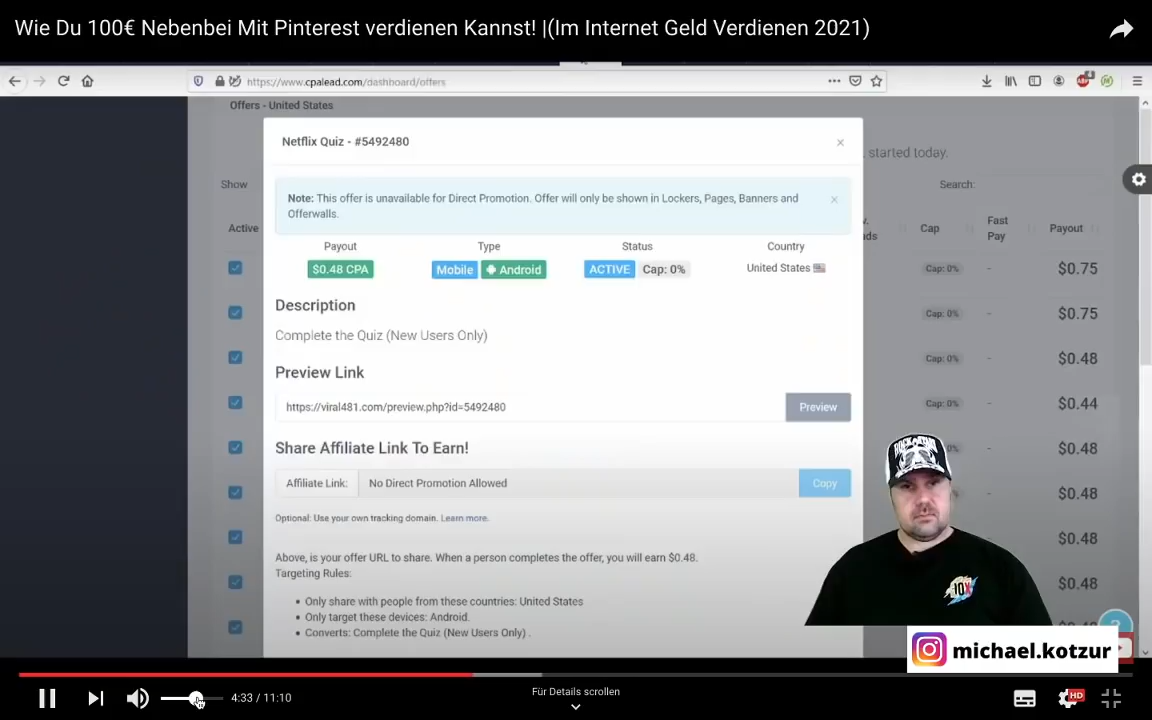 Wie Du 100€ Nebenbei Mit Pinterest verdienen Kannst! |(Im Internet Geld Verdienen 2021)
https://www.cpalead.com/dashboard/offers
Offers - United States
Netflix Quiz - #5492480
started today.
Show
Search:
Note: This offer is unavailable for Direct Promotion. Offer will only be shown in Lockers, Pages, Banners and
Offerwalls.
Active
Cap
Fast
Pay
Payout
Payout
Type
Status
Country
$0.48 CPA
Mobile
Android
ACTIVE
Cap: 0%
United States
Cap: 0%
-
$0.75
Description
Cap: 0%
-
$0.75
Complete the Quiz (New Users Only)
Cap: 0%
-
$0.48
Preview Link
https://viral481.com/preview.php?id=5492480
Preview
Cap: 0%
-
$0.44
Share Affiliate Link To Earn!
$0.48
Affiliate Link:
No Direct Promotion Allowed
Copy
$0.48
Optional: Use your own tracking domain. Learn more.
$0.48
Above, is your offer URL to share. When a person completes the offer, you will earn $0.48.
Targeting Rules:
$0.48
• Only share with people from these countries: United States
• Only target these devices: Android.
• Converts: Complete the Quiz (New Users Only) .
10X
michael.kotzur
4:33 / 11:10
Für Details scrollen
HD